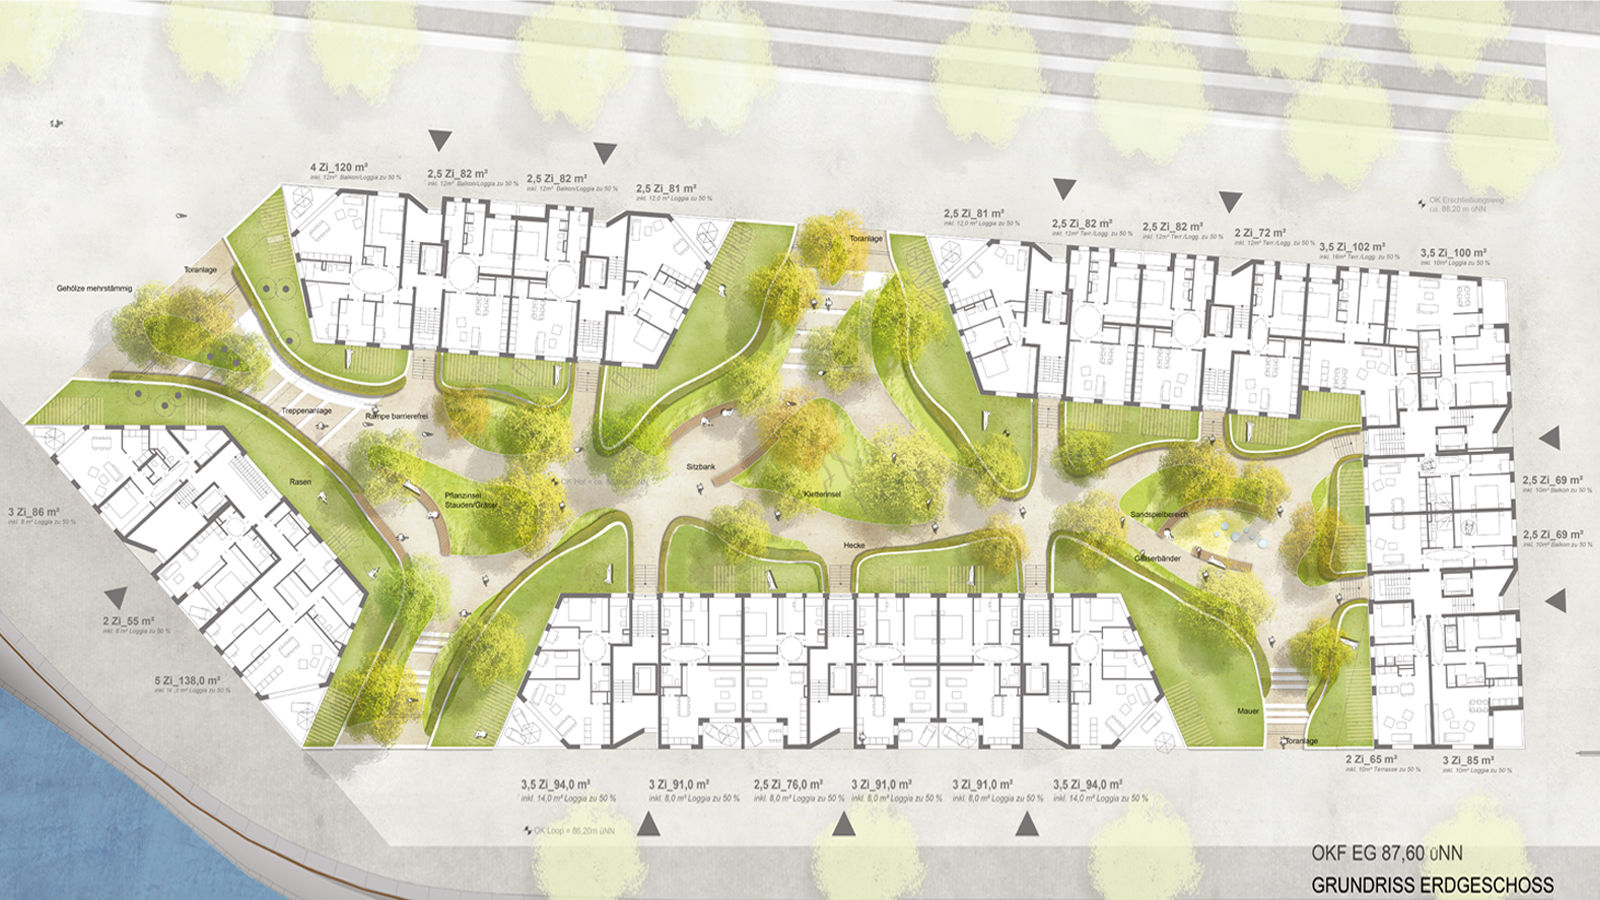 4 Zi_120 m²
inkl. 12m² Balkon/Loggia zu 50 %
2,5 Zi_82 m²
inkl. 12m² Balkon/Loggia zu 50 %
2,5 Zi_82 m²
inkl. 12m² Balkon/Loggia zu 50 %
2,5 Zi_81 m²
inkl. 12,0 m² Loggia zu 50 %
2,5 Zi_81 m²
inkl. 12,0 m² Loggia zu 50 %
2,5 Zi_82 m²
inkl. 12m² Terr./Logg. zu 50 %
2,5 Zi_82 m²
inkl. 12m² Terr./Logg. zu 50 %
2 Zi_72 m²
inkl. 12m² Terr./Logg. zu 50 %
3,5 Zi_102 m²
inkl. 16m² Terr./Logg. zu 50 %
3,5 Zi_100 m²
inkl. 10m² Loggia zu 50 %
OK Erschließungsweg
ca. 86,20 m üNN
Toranlage
Toranlage
Gehölze mehrstämmig
Treppenanlage
Rampe barrierefrei
Rasen
Sitzbank
Pflanzinsel
Stauden/Gräser
OK Hof = ca.
Kletterinsel
Sandspielbereich
Hecke
Gräserbänder
3 Zi_86 m²
inkl. 8 m² Loggia zu 50 %
2,5 Zi_69 m²
inkl. 10m² Balkon zu 50 %
2,5 Zi_69 m²
inkl. 10m² Balkon zu 50 %
2 Zi_55 m²
inkl. 8 m² Loggia zu 50 %
5 Zi_138,0 m²
Loggia zu 50 %
Mauer
Toranlage
2 Zi_65 m²
inkl. 10m² Terrasse zu 50 %
3 Zi_85 m²
inkl. 10m² Loggia zu 50 %
3,5 Zi_94,0 m²
inkl. 14,0 m² Loggia zu 50 %
3 Zi_91,0 m²
inkl. 8,0 m² Loggia zu 50 %
2,5 Zi_76,0 m²
inkl. 8,0 m² Loggia zu 50 %
3 Zi_91,0 m²
inkl. 8,0 m² Loggia zu 50 %
3 Zi_91,0 m²
inkl. 8,0 m² Loggia zu 50 %
3,5 Zi_94,0 m²
inkl. 14,0 m² Loggia zu 50 %
OK Loop = 86,20m üNN
OKF EG 87,60 üNN
GRUNDRISS ERDGESCHOSS